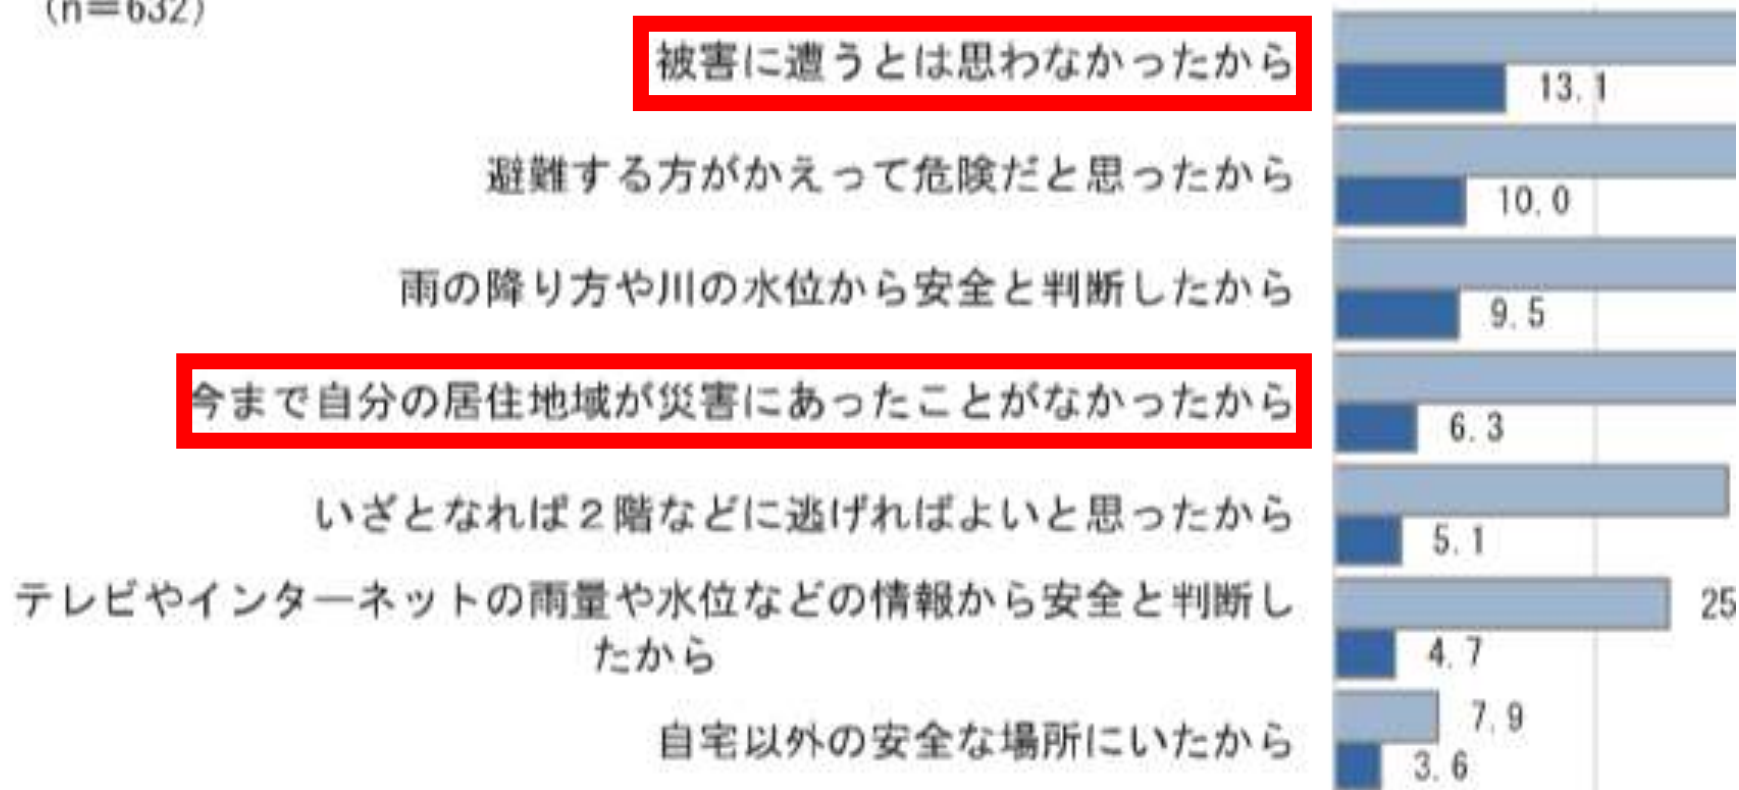 (n=632)
被害に遭うとは思わなかったから
13.1
避難する方がかえって危険だと思ったから
10.0
雨の降り方や川の水位から安全と判断したから
9.5
今まで自分の居住地域が災害にあったことがなかったから
6.3
いざとなれば２階などに逃げればよいと思ったから
5.1
テレビやインターネットの雨量や水位などの情報から安全と判断し
たから
25
4.7
自宅以外の安全な場所にいたから
7.9
3.6